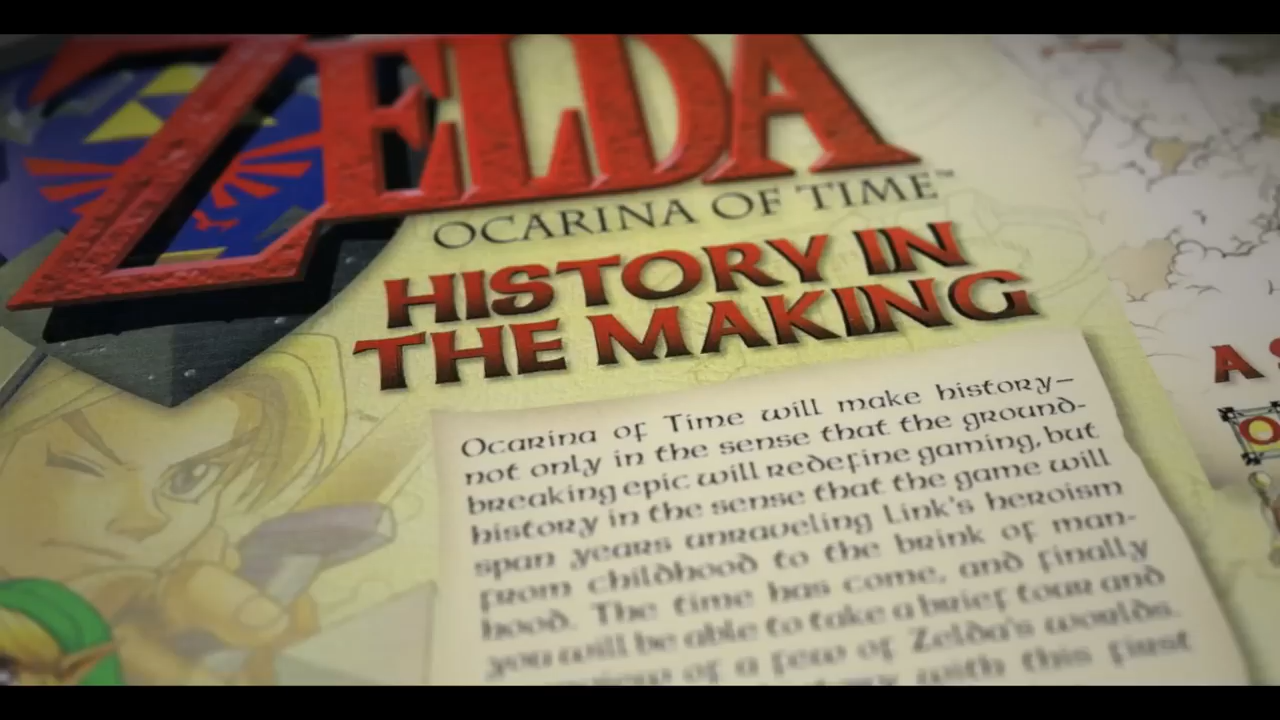 ZELDA
OCARINA OF TIME™
HISTORY IN
THE MAKING
Ocarina of Time will make history—
not only in the sense that the ground-
breaking epic will redefine gaming, but
history in the sense that the game will
span years unraveling Link's heroism
from childhood to the brink of man-
hood. The time has come, and finally
you will be able to take a brief tour and
of a few of Zelda's worlds.
with this first
A S
O